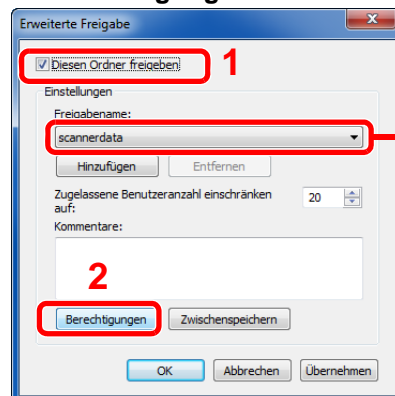 Erweiterte Freigabe
Diesen Ordner freigeben
1
Einstellungen
Freigabename:
scannerdata
Hinzufügen Entfernen
Zugelassene Benutzeranzahl einschränken 20
auf:
Kommentare:
2
Berechtigungen Zwischenspeichern
OK Abbrechen Übernehmen